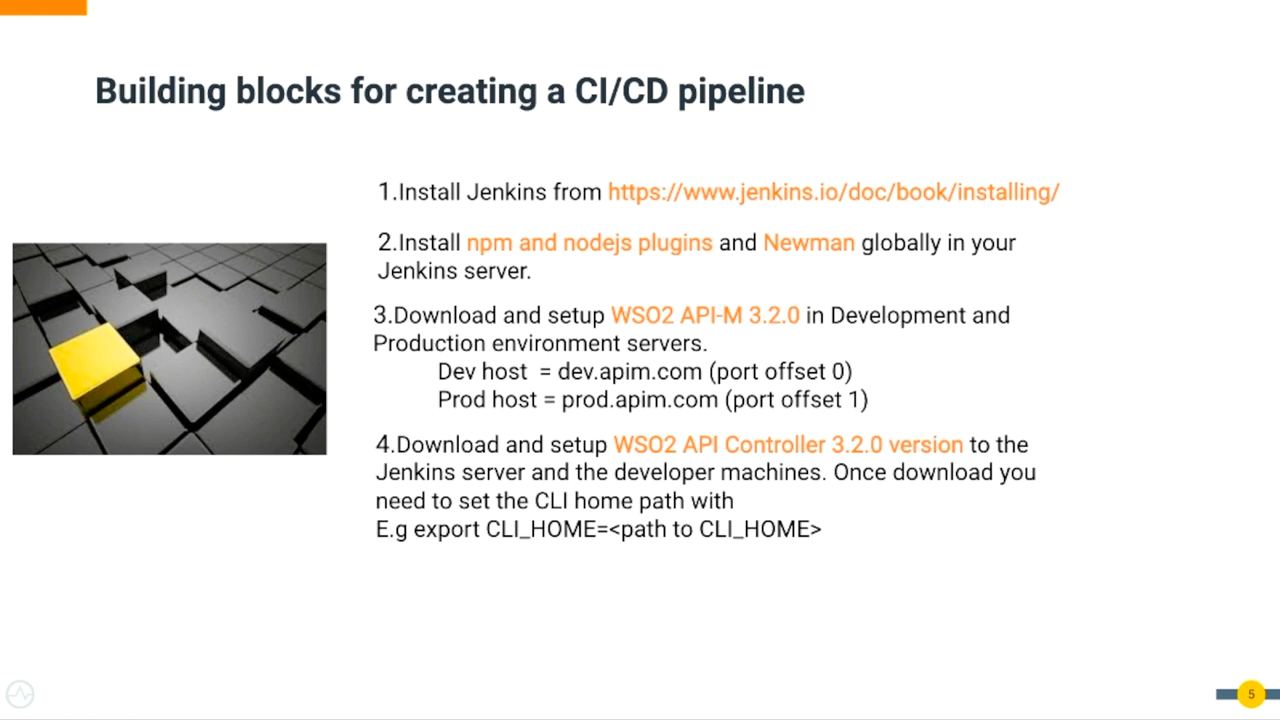 Building blocks for creating a CI/CD pipeline
1.Install Jenkins from https://www.jenkins.io/doc/book/installing/
2.Install npm and nodejs plugins and Newman globally in your
Jenkins server.
3.Download and setup WSO2 API-M 3.2.0 in Development and
Production environment servers.
Dev host = dev.apim.com (port offset 0)
Prod host = prod.apim.com (port offset 1)
4.Download and setup WSO2 API Controller 3.2.0 version to the
Jenkins server and the developer machines. Once download you
need to set the CLI home path with
E.g export CLI_HOME=<path to CLI_HOME>
5